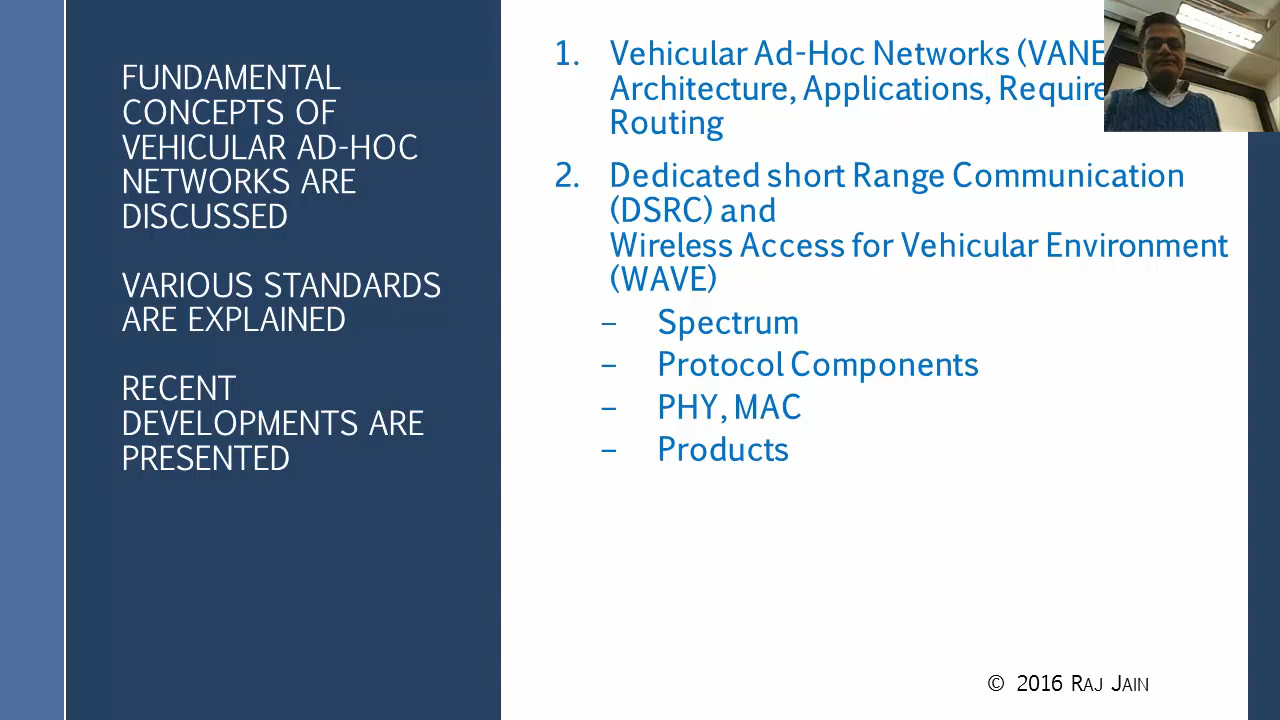 FUNDAMENTAL
CONCEPTS OF
VEHICULAR AD-HOC
NETWORKS ARE
DISCUSSED
VARIOUS STANDARDS
ARE EXPLAINED
RECENT
DEVELOPMENTS ARE
PRESENTED
1. Vehicular Ad-Hoc Networks
Architecture, Applications,
Routing
2. Dedicated short Range Communication
(DSRC) and
Wireless Access for Vehicular Environment
(WAVE)
– Spectrum
– Protocol Components
– PHY, MAC
– Products
© 2016 RAJ JAIN